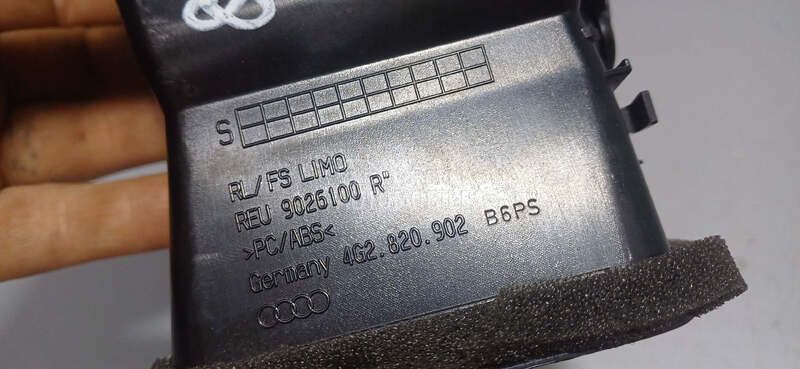 S
RL/FS LIMO
REU 9026100 R"
>PC/ABS<
Germany 4G2.820.902 B6PS